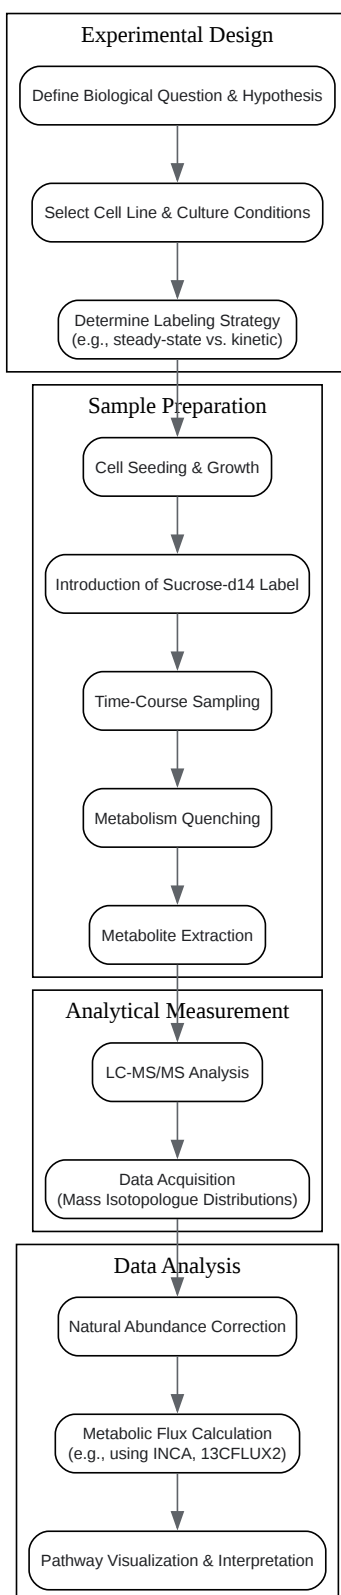 Experimental Design
Define Biological Question & Hypothesis
Select Cell Line & Culture Conditions
Determine Labeling Strategy
(e.g., steady-state vs. kinetic)
Sample Preparation
Cell Seeding & Growth
Introduction of Sucrose-d14 Label
Time-Course Sampling
Metabolism Quenching
Metabolite Extraction
Analytical Measurement
LC-MS/MS Analysis
Data Acquisition
(Mass Isotopologue Distributions)
Data Analysis
Natural Abundance Correction
Metabolic Flux Calculation
(e.g., using INCA, 13CFLUX2)
Pathway Visualization & Interpretation